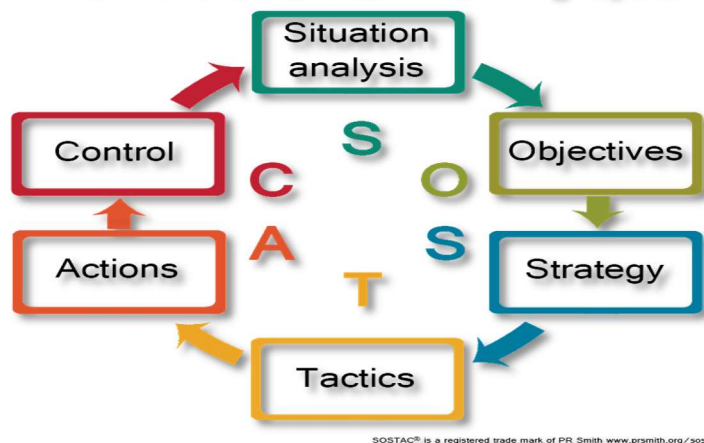 Situation
analysis
Objectives
Strategy
Tactics
Actions
Control
S
O
S
T
A
C
SOSTAC® is a registered trade mark of PR Smith www.prsmith.org/sos